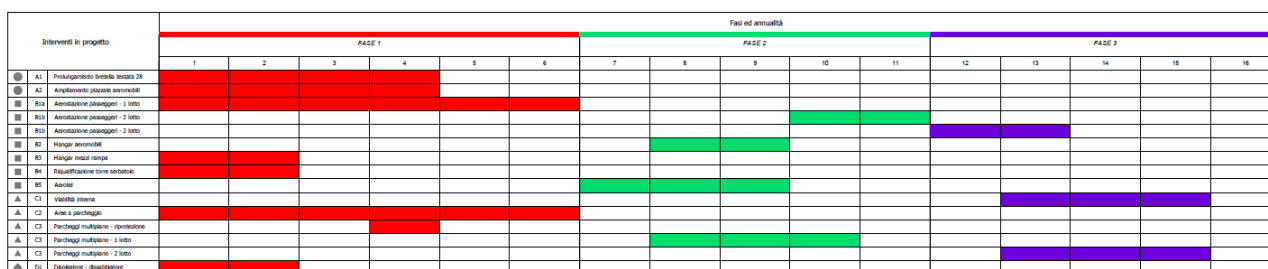 Fasi ed annualità
Interventi in progetto
FASE 1 FASE 2 FASE 3
1 2 3 4 5 6 7 8 9 10 11 12 13 14 15 16
A1 Prolungamento bretella testata 28
A2 Ampliamento piazzale aeromobili
B1a Aerostazione passeggeri - 1 lotto
B1b Aerostazione passeggeri - 2 lotto
B1b Aerostazione passeggeri - 2 lotto
B2 Hangar aeromobili
B3 Hangar mezzi rampa
B4 Riqualificazione torre serbatoio
B5 Aerotel
C1 Viabilità interna
C2 Aree a parcheggio
C3 Parcheggi multipiano - riprotezione
C3 Parcheggi multipiano - 1 lotto
C3 Parcheggi multipiano - 2 lotto
D1 Disoleatore - dissabbiatore